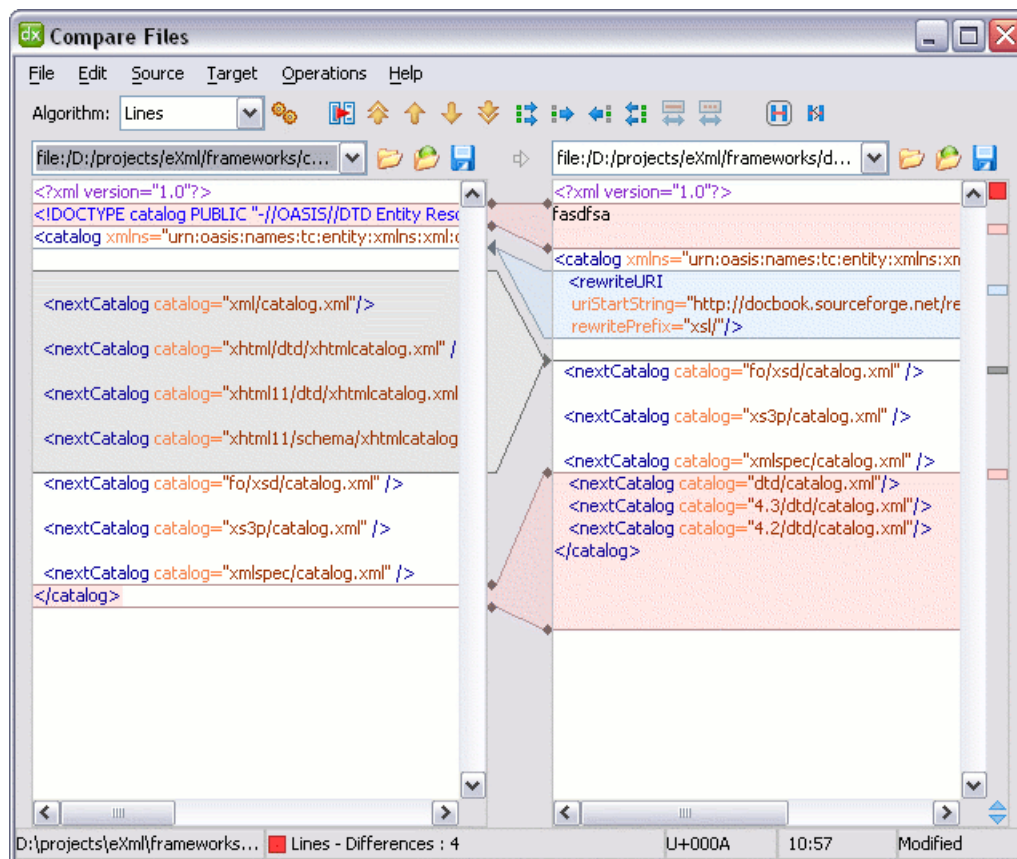 dx Compare Files
File Edit Source Target Operations Help
Algorithm: Lines
file:/D:/projects/eXml/frameworks/c...
<?xml version="1.0"?>
<!DOCTYPE catalog PUBLIC "-//OASIS//DTD Entity Resc
<catalog xmlns="urn:oasis:names:tc:entity:xmlns:xml:c
<nextCatalog catalog="xml/catalog.xml"/>
<nextCatalog catalog="xhtml/dtd/xhtmlcatalog.xml" /
<nextCatalog catalog="xhtml11/dtd/xhtmlcatalog.xml
<nextCatalog catalog="xhtml11/schema/xhtmlcatalog
<nextCatalog catalog="fo/xsd/catalog.xml" />
<nextCatalog catalog="xs3p/catalog.xml" />
<nextCatalog catalog="xmlspec/catalog.xml" />
</catalog>
file:/D:/projects/eXml/frameworks/d...
<?xml version="1.0"?>
fasdfsa
<catalog xmlns="urn:oasis:names:tc:entity:xmlns:xm
<rewriteURI
uriStartString="http://docbook.sourceforge.net/re
rewritePrefix="xsl/"/>
<nextCatalog catalog="fo/xsd/catalog.xml" />
<nextCatalog catalog="xs3p/catalog.xml" />
<nextCatalog catalog="xmlspec/catalog.xml" />
<nextCatalog catalog="dtd/catalog.xml"/>
<nextCatalog catalog="4.3/dtd/catalog.xml"/>
<nextCatalog catalog="4.2/dtd/catalog.xml"/>
</catalog>
D:\projects\eXml\frameworks... Lines - Differences : 4 U+000A 10:57 Modified